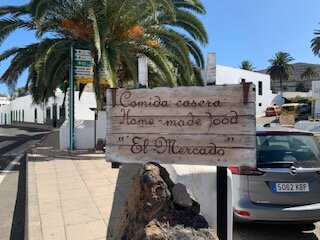 Comida casera
Home-made food
"El Mercado"
5062 KBP